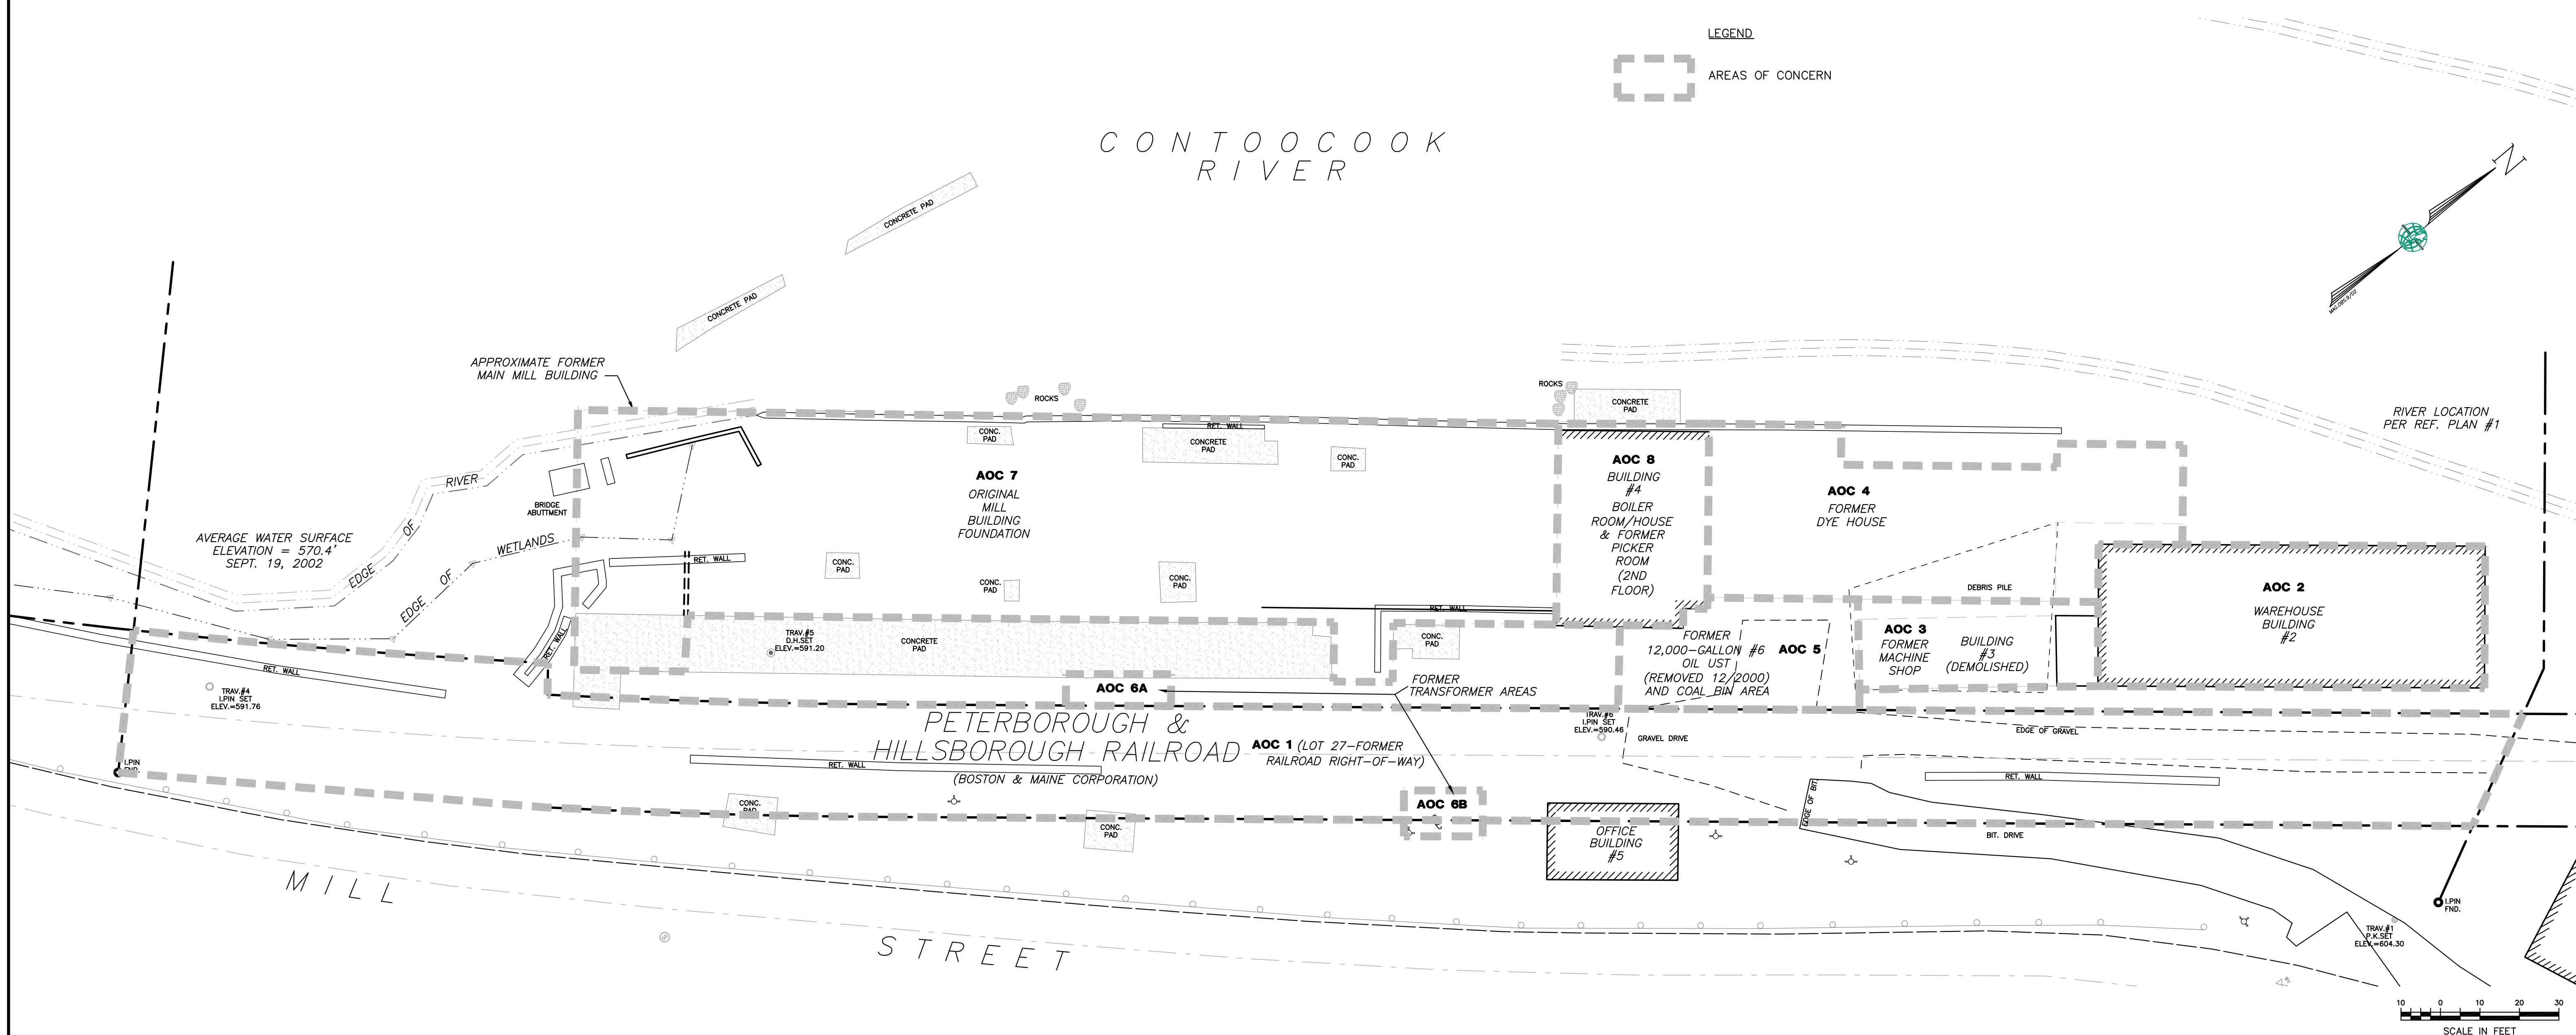 LEGEND
AREAS OF CONCERN
CONTOOCOOK
RIVER
N
MAG.OBS.9/02
CONCRETE PAD
CONCRETE PAD
APPROXIMATE FORMER
MAIN MILL BUILDING
ROCKS
ROCKS
CONCRETE
PAD
RIVER LOCATION
PER REF. PLAN #1
RET. WALL
CONC.
PAD
CONCRETE
PAD
CONC.
PAD
AOC 7
ORIGINAL
MILL
BUILDING
FOUNDATION
AOC 8
BUILDING
#4
BOILER
ROOM/HOUSE
& FORMER
PICKER
ROOM
(2ND
FLOOR)
AOC 4
FORMER
DYE HOUSE
EDGE OF RIVER
BRIDGE
ABUTTMENT
AVERAGE WATER SURFACE
ELEVATION = 570.4'
SEPT. 19, 2002
EDGE OF WETLANDS
RET. WALL
CONC.
PAD
CONC.
PAD
CONC.
PAD
DEBRIS PILE
AOC 2
WAREHOUSE
BUILDING
#2
RET. WALL
RET. WALL
TRAV.#5
D.H.SET
ELEV.=591.20
CONCRETE
PAD
CONC.
PAD
FORMER
12,000-GALLON #6
OIL UST
(REMOVED 12/2000)
AND COAL BIN AREA
AOC 5
AOC 3
FORMER
MACHINE
SHOP
BUILDING
#3
(DEMOLISHED)
RET. WALL
TRAV.#4
I.PIN SET
ELEV.=591.76
AOC 6A
FORMER
TRANSFORMER AREAS
TRAV.#6
I.PIN SET
ELEV.=590.46
GRAVEL DRIVE
EDGE OF GRAVEL
PETERBOROUGH &
HILLSBOROUGH RAILROAD
(BOSTON & MAINE CORPORATION)
AOC 1 (LOT 27-FORMER
RAILROAD RIGHT-OF-WAY)
I.PIN
FND.
RET. WALL
RET. WALL
CONC.
PAD
CONC.
PAD
AOC 6B
OFFICE
BUILDING
#5
EDGE OF BIT.
BIT. DRIVE
MILL
STREET
I.PIN
FND.
TRAV.#1
P.K.SET
ELEV.=604.30
10 0 10 20 30
SCALE IN FEET